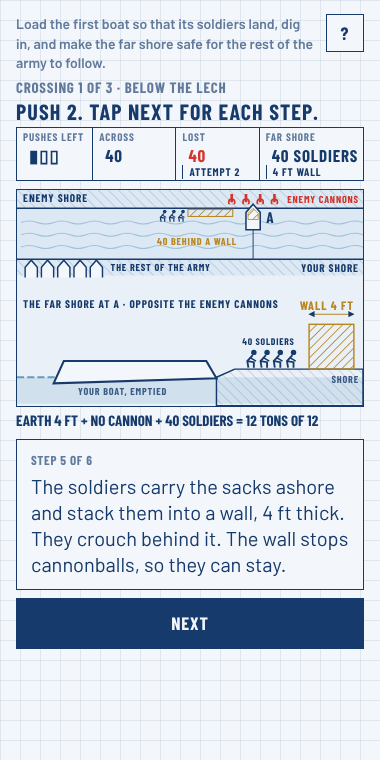 Load the first boat so that its soldiers land, dig
in, and make the far shore safe for the rest of the
army to follow.
?
CROSSING 1 OF 3 · BELOW THE LECH
PUSH 2. TAP NEXT FOR EACH STEP.
PUSHES LEFT
ACROSS
40
LOST
40
ATTEMPT 2
FAR SHORE
40 SOLDIERS
4 FT WALL
ENEMY SHORE
ENEMY CANNONS
A
40 BEHIND A WALL
THE REST OF THE ARMY
YOUR SHORE
THE FAR SHORE AT A · OPPOSITE THE ENEMY CANNONS
WALL 4 FT
40 SOLDIERS
SHORE
YOUR BOAT, EMPTIED
EARTH 4 FT + NO CANNON + 40 SOLDIERS = 12 TONS OF 12
STEP 5 OF 6
The soldiers carry the sacks ashore
and stack them into a wall, 4 ft thick.
They crouch behind it. The wall stops
cannonballs, so they can stay.
NEXT